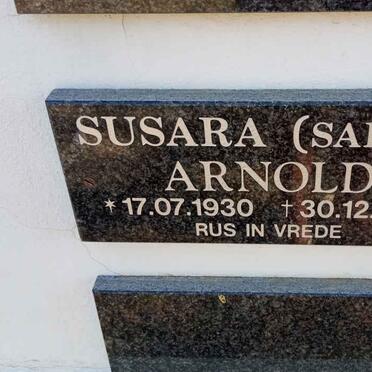 SUSARA (SA
ARNOLD
* 17.07.1930 † 30.12.
RUS IN VREDE